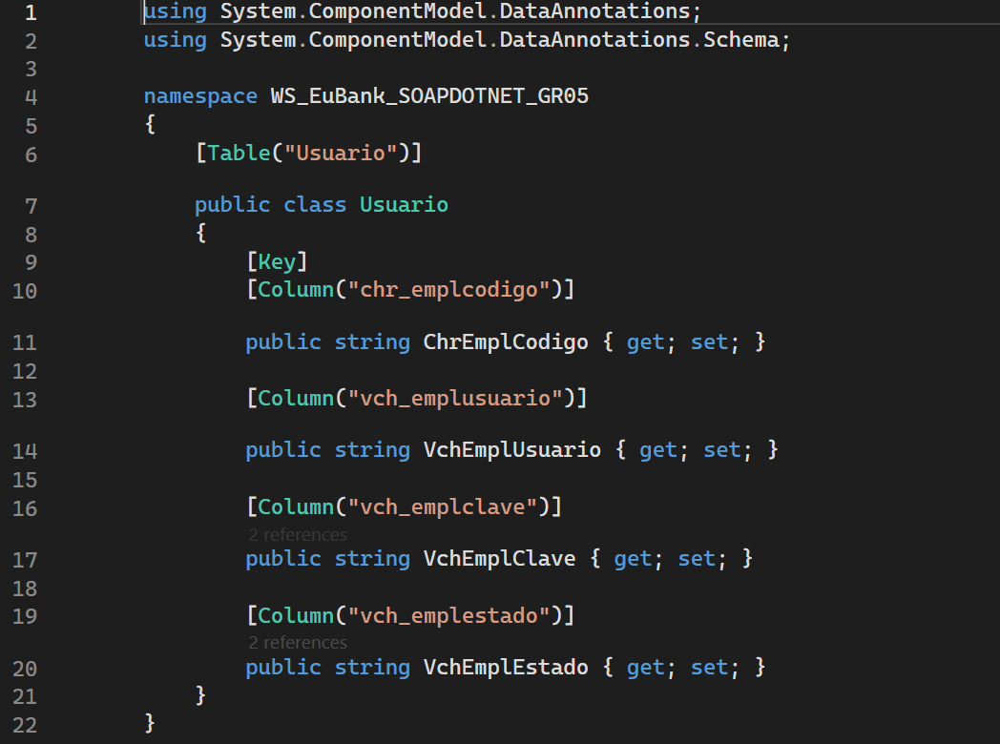 1 using System.ComponentModel.DataAnnotations;
2 using System.ComponentModel.DataAnnotations.Schema;
3
4 namespace WS_EuBank_SOAPDOTNET_GR05
5 {
6 [Table("Usuario")]
7 public class Usuario
8 {
9 [Key]
10 [Column("chr_emplcodigo")]
11 public string ChrEmplCodigo { get; set; }
12
13 [Column("vch_emplusuario")]
14 public string VchEmplUsuario { get; set; }
15
16 [Column("vch_emplclave")]
2 references
17 public string VchEmplClave { get; set; }
18
19 [Column("vch_emplestado")]
2 references
20 public string VchEmplEstado { get; set; }
21 }
22 }